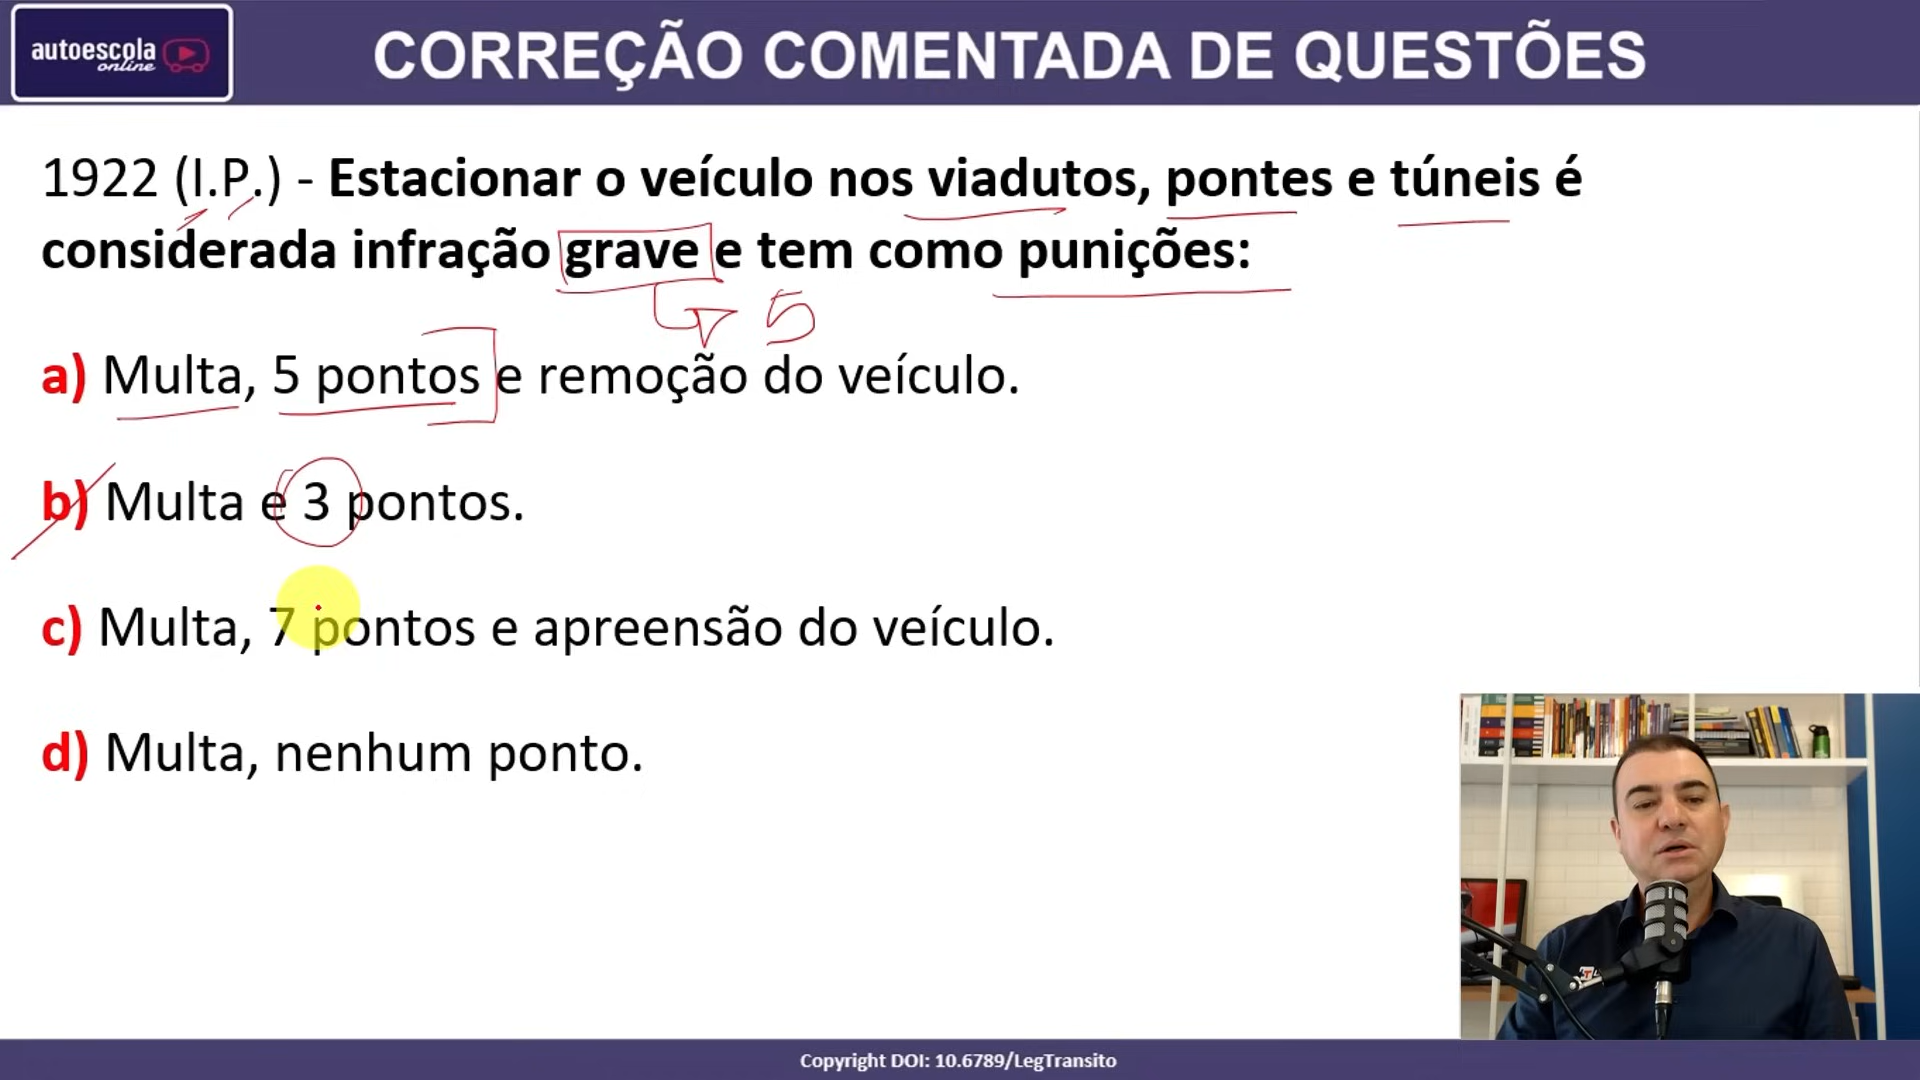 autoescola
online
CORREÇÃO COMENTADA DE QUESTÕES
1922 (I.P.) - Estacionar o veículo nos viadutos, pontes e túneis é
considerada infração grave e tem como punições:
5
a) Multa, 5 pontos e remoção do veículo.
b) Multa e 3 pontos.
c) Multa, 7 pontos e apreensão do veículo.
d) Multa, nenhum ponto.
Copyright DOI: 10.6789/LegTransito